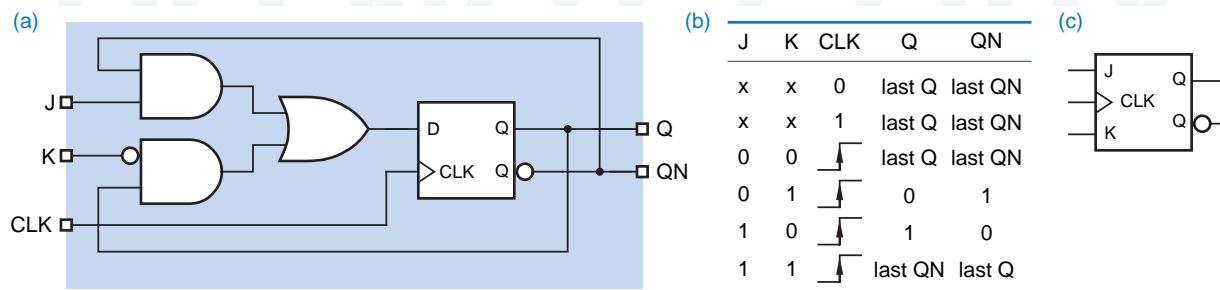 (a)
J
K
CLK
D
Q
CLK
Q
Q
QN
(b)
J K CLK Q QN
x x 0 last Q last QN
x x 1 last Q last QN
0 0 last Q last QN
0 1 0 1
1 0 1 0
1 1 last QN last Q
(c)
J
Q
CLK
K
Q